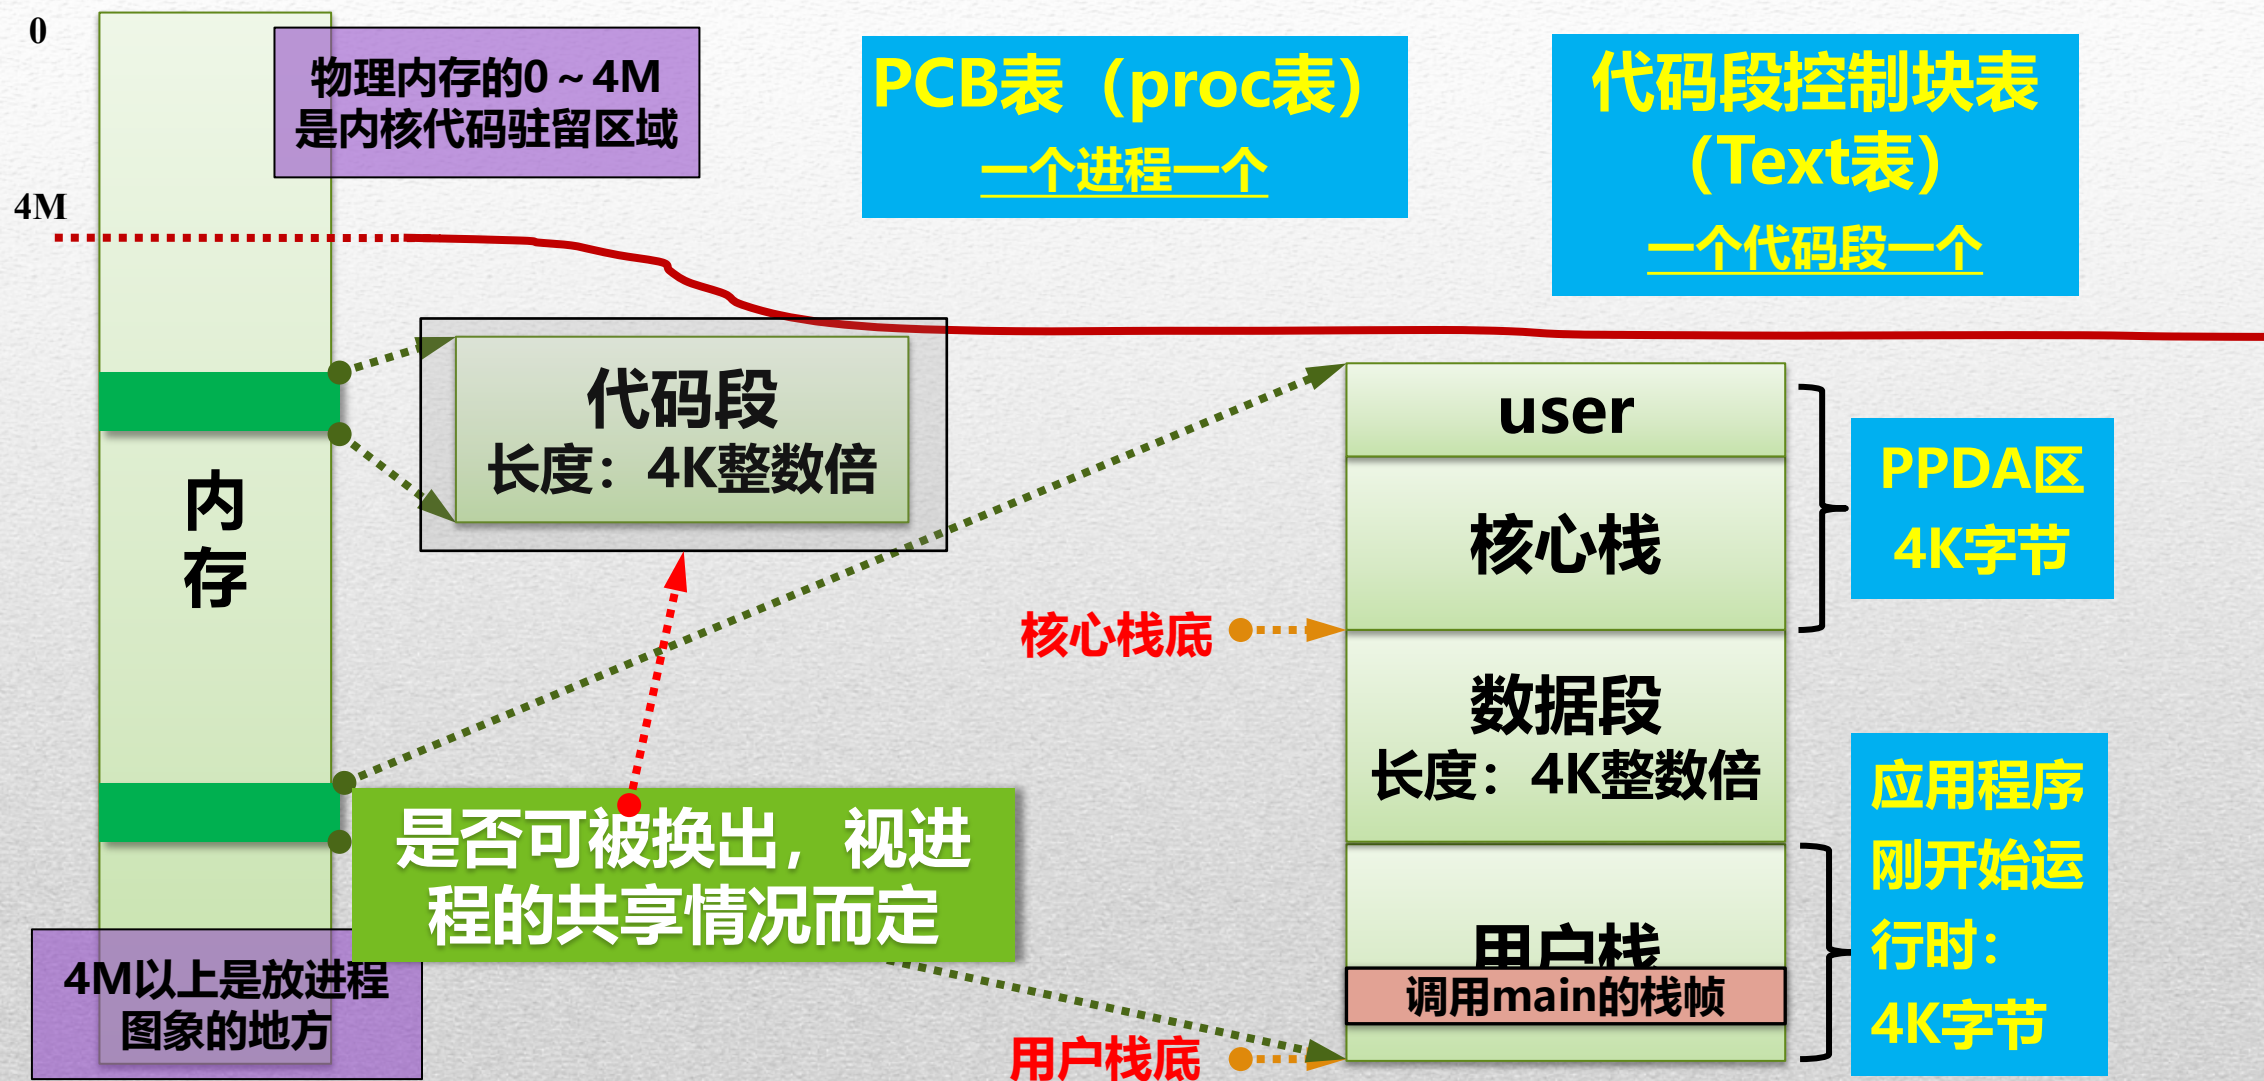 0
物理内存的0～4M
是内核代码驻留区域
PCB表（proc表）
一个进程一个
代码段控制块表
（Text表）
一个代码段一个
4M
代码段
长度：4K整数倍
内
存
user
核心栈
PPDA区
4K字节
核心栈底
数据段
长度：4K整数倍
是否可被换出，视进
程的共享情况而定
应用程序
刚开始运
行时：
4K字节
用户栈
调用main的栈帧
4M以上是放进程
图象的地方
用户栈底